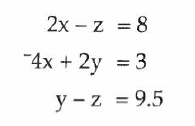 2x − z = 8
⁻4x + 2y = 3
y − z = 9.5